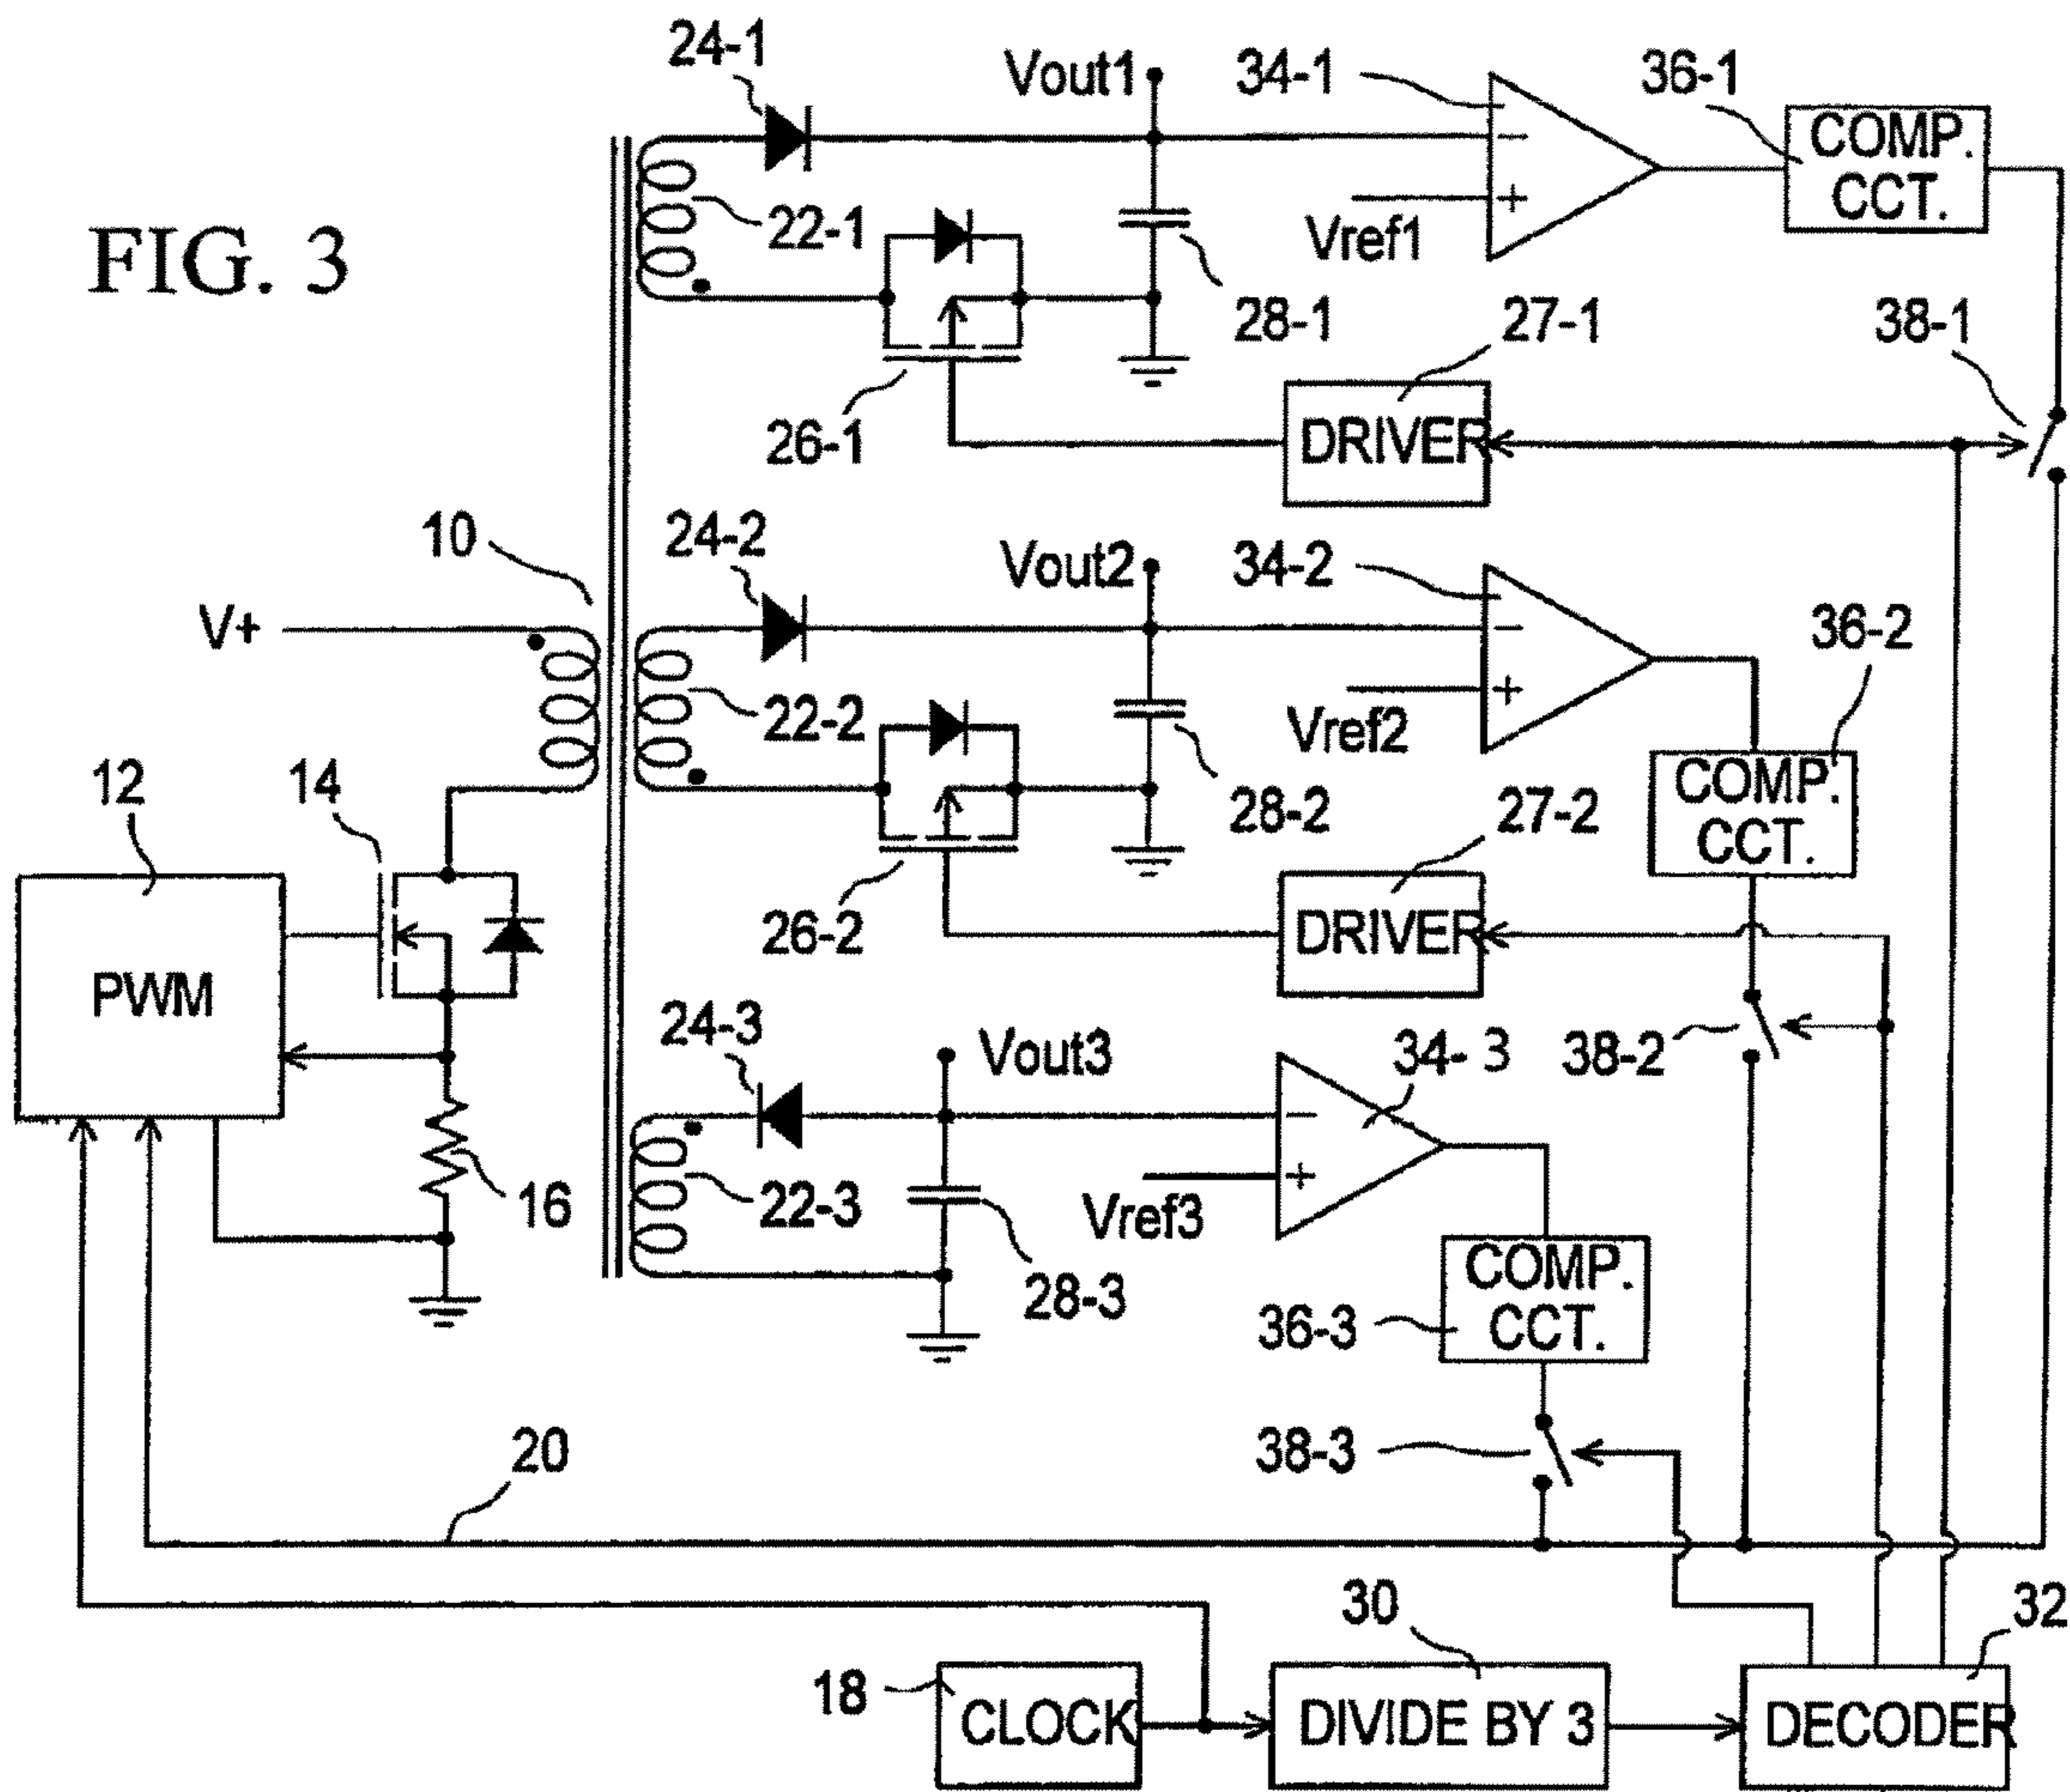 FIG. 3
24-1
Vout1
34-1
36-1
COMP.
CCT.
22-1
Vref1
28-1
27-1
38-1
26-1
DRIVER
10
24-2
Vout2
34-2
36-2
V+
22-2
Vref2
COMP.
CCT.
12
14
28-2
27-2
26-2
DRIVER
PWM
24-3
Vout3
34-3
38-2
16
22-3
Vref3
28-3
COMP.
CCT.
36-3
20
38-3
30
32
18
CLOCK
DIVIDE BY 3
DECODER
−
+
−
+
−
+